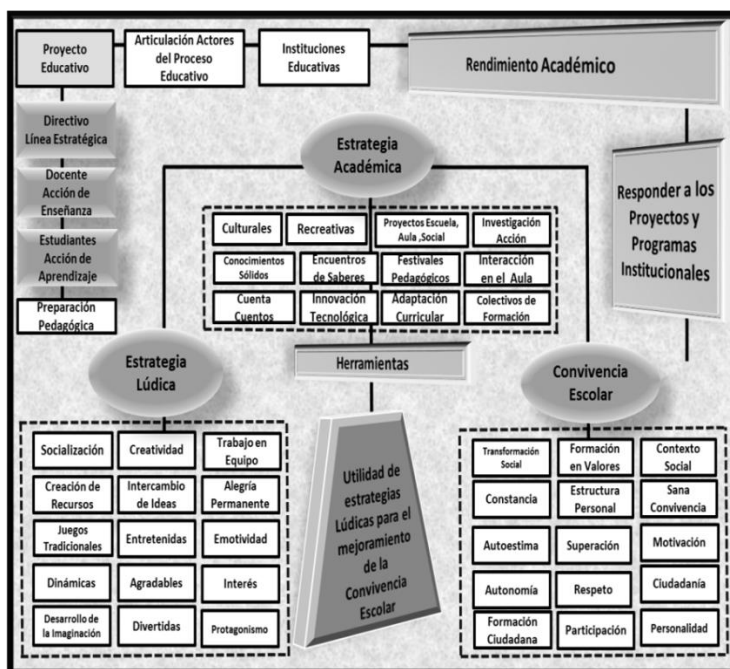 Proyecto
Educativo
Articulación Actores
del Proceso
Educativo
Instituciones
Educativas
Rendimiento Académico
Directivo
Línea Estratégica
Docente
Acción de
Enseñanza
Estudiantes
Acción de
Aprendizaje
Preparación
Pedagógica
Estrategia
Académica
Responder a los
Proyectos y
Programas
Institucionales
Culturales
Recreativas
Proyectos Escuela,
Aula ,Social
Investigación
Acción
Conocimientos
Sólidos
Encuentros
de Saberes
Festivales
Pedagógicos
Interacción
en el Aula
Cuenta
Cuentos
Innovación
Tecnológica
Adaptación
Curricular
Colectivos de
Formación
Estrategia
Lúdica
Herramientas
Convivencia
Escolar
Socialización
Creatividad
Trabajo en
Equipo
Creación de
Recursos
Intercambio
de Ideas
Alegría
Permanente
Juegos
Tradicionales
Entretenidas
Emotividad
Dinámicas
Agradables
Interés
Desarrollo de
la Imaginación
Divertidas
Protagonismo
Utilidad de
estrategias
Lúdicas para el
mejoramiento
de la
Convivencia
Escolar
Transformación
Social
Formación
en Valores
Contexto
Social
Constancia
Estructura
Personal
Sana
Convivencia
Autoestima
Superación
Motivación
Autonomía
Respeto
Ciudadanía
Formación
Ciudadana
Participación
Personalidad